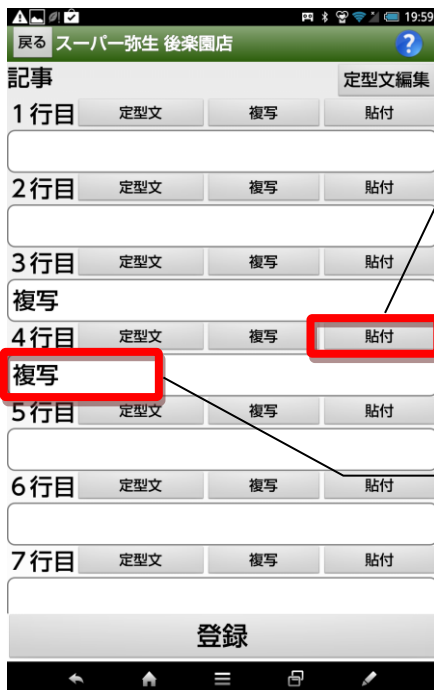 19:59
戻る スーパー弥生 後楽園店 ?
記事 定型文編集
1行目 定型文 複写 貼付
2行目 定型文 複写 貼付
3行目 定型文 複写 貼付
複写
4行目 定型文 複写 貼付
複写
5行目 定型文 複写 貼付
6行目 定型文 複写 貼付
7行目 定型文 複写 貼付
登録